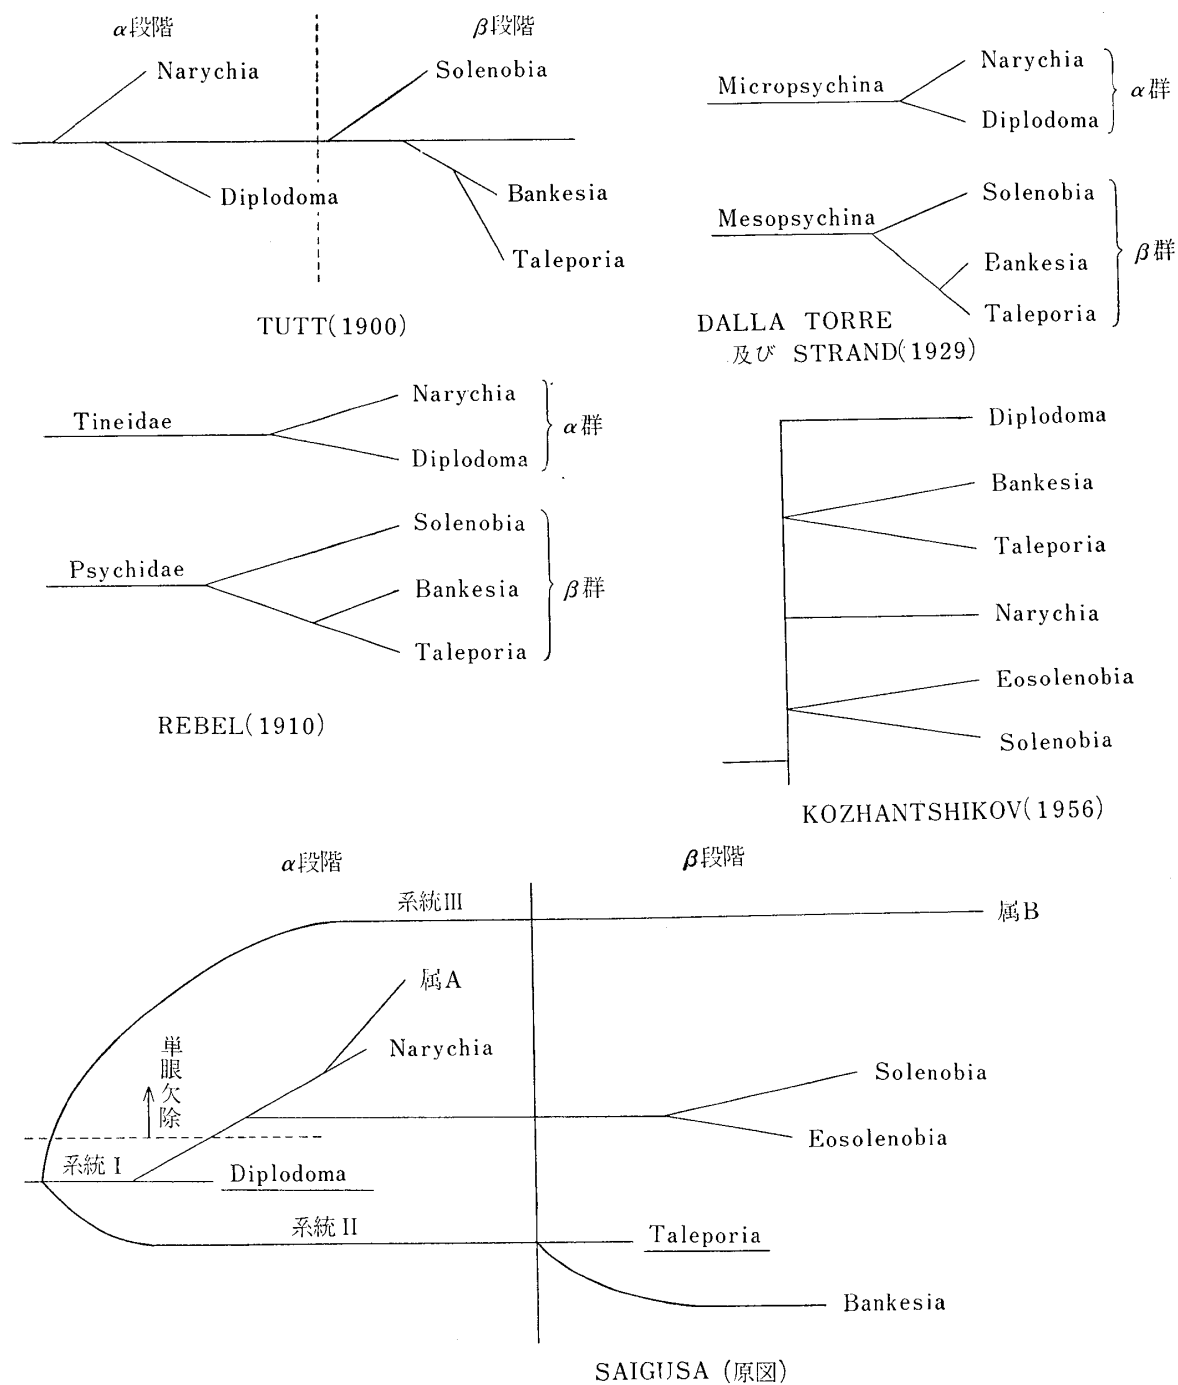 α段階
β段階
Narychia
Solenobia
Diplodoma
Bankesia
Taleporia
TUTT(1900)
Micropsychina
Narychia
Diplodoma
α群
Mesopsychina
Solenobia
Bankesia
Taleporia
β群
DALLA TORRE
及び STRAND(1929)
Tineidae
Narychia
Diplodoma
α群
Psychidae
Solenobia
Bankesia
Taleporia
β群
REBEL(1910)
Diplodoma
Bankesia
Taleporia
Narychia
Eosolenobia
Solenobia
KOZHANTSHIKOV(1956)
α段階
β段階
系統III
属B
属A
Narychia
単眼欠除
Solenobia
Eosolenobia
系統I
Diplodoma
系統II
Taleporia
Bankesia
SAIGUSA (原図)